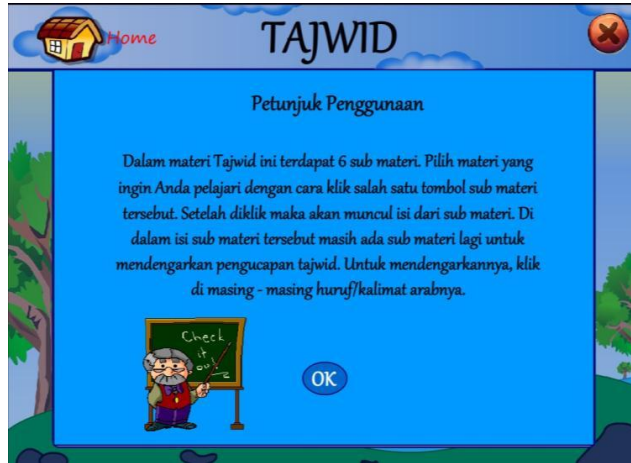 Home
TAJWID
Petunjuk Penggunaan
Dalam materi Tajwid ini terdapat 6 sub materi. Pilih materi yang
ingin Anda pelajari dengan cara klik salah satu tombol sub materi
tersebut. Setelah diklik maka akan muncul isi dari sub materi. Di
dalam isi sub materi tersebut masih ada sub materi lagi untuk
mendengarkan pengucapan tajwid. Untuk mendengarkannya, klik
di masing - masing huruf/kalimat arabnya.
Check
it
out
OK